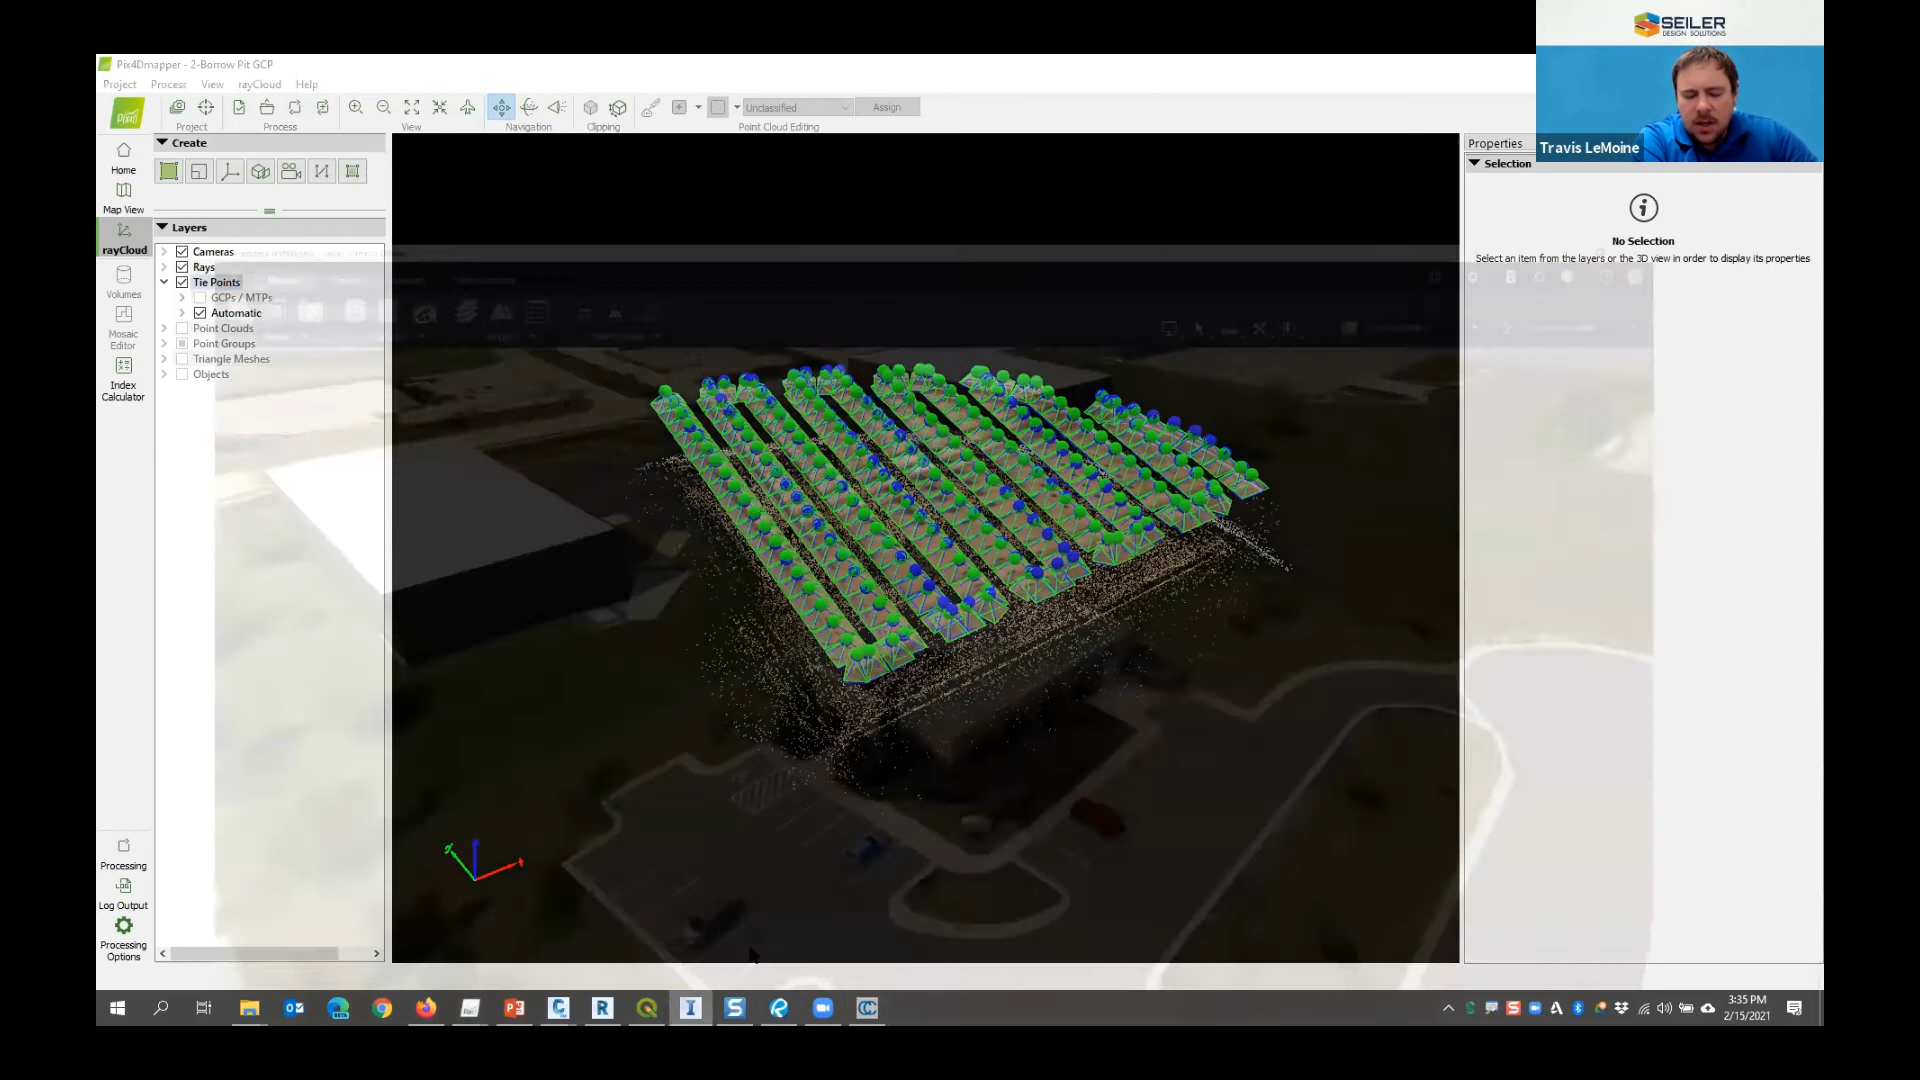 SEILER
DESIGN SOLUTIONS
Travis LeMoine
Pix4Dmapper - 2-Borrow Pit GCP
Project Process View rayCloud Help
Unclassified
Assign
Project Process View Navigation Clipping Point Cloud Editing
Home
Map View
rayCloud
Volumes
Mosaic
Editor
Index
Calculator
Processing
Log Output
Processing
Options
Create
Layers
Cameras
Rays
Tie Points
GCPs / MTPs
Automatic
Point Clouds
Point Groups
Triangle Meshes
Objects
Properties
Selection
No Selection
Select an item from the layers or the 3D view in order to display its properties
3:35 PM
2/15/2021